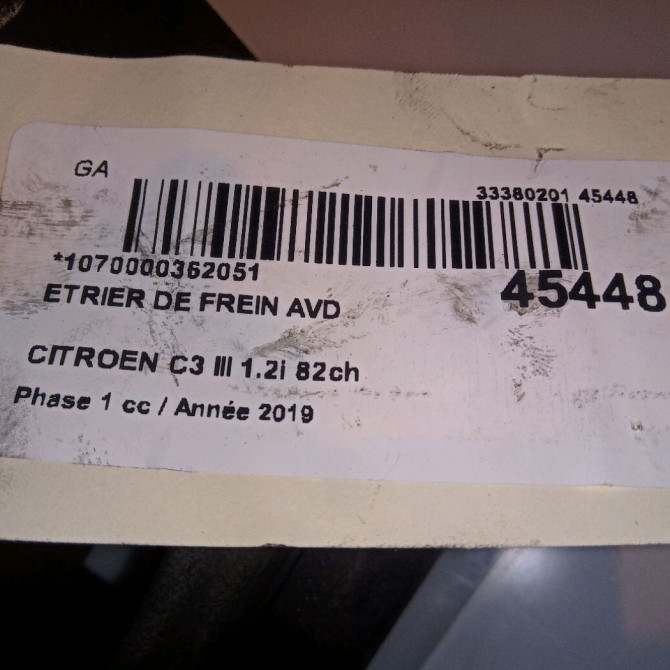 GA
33380201 45448
*1070000362051
45448
ETRIER DE FREIN AVD
CITROEN C3 III 1.2i 82ch
Phase 1 cc / Année 2019